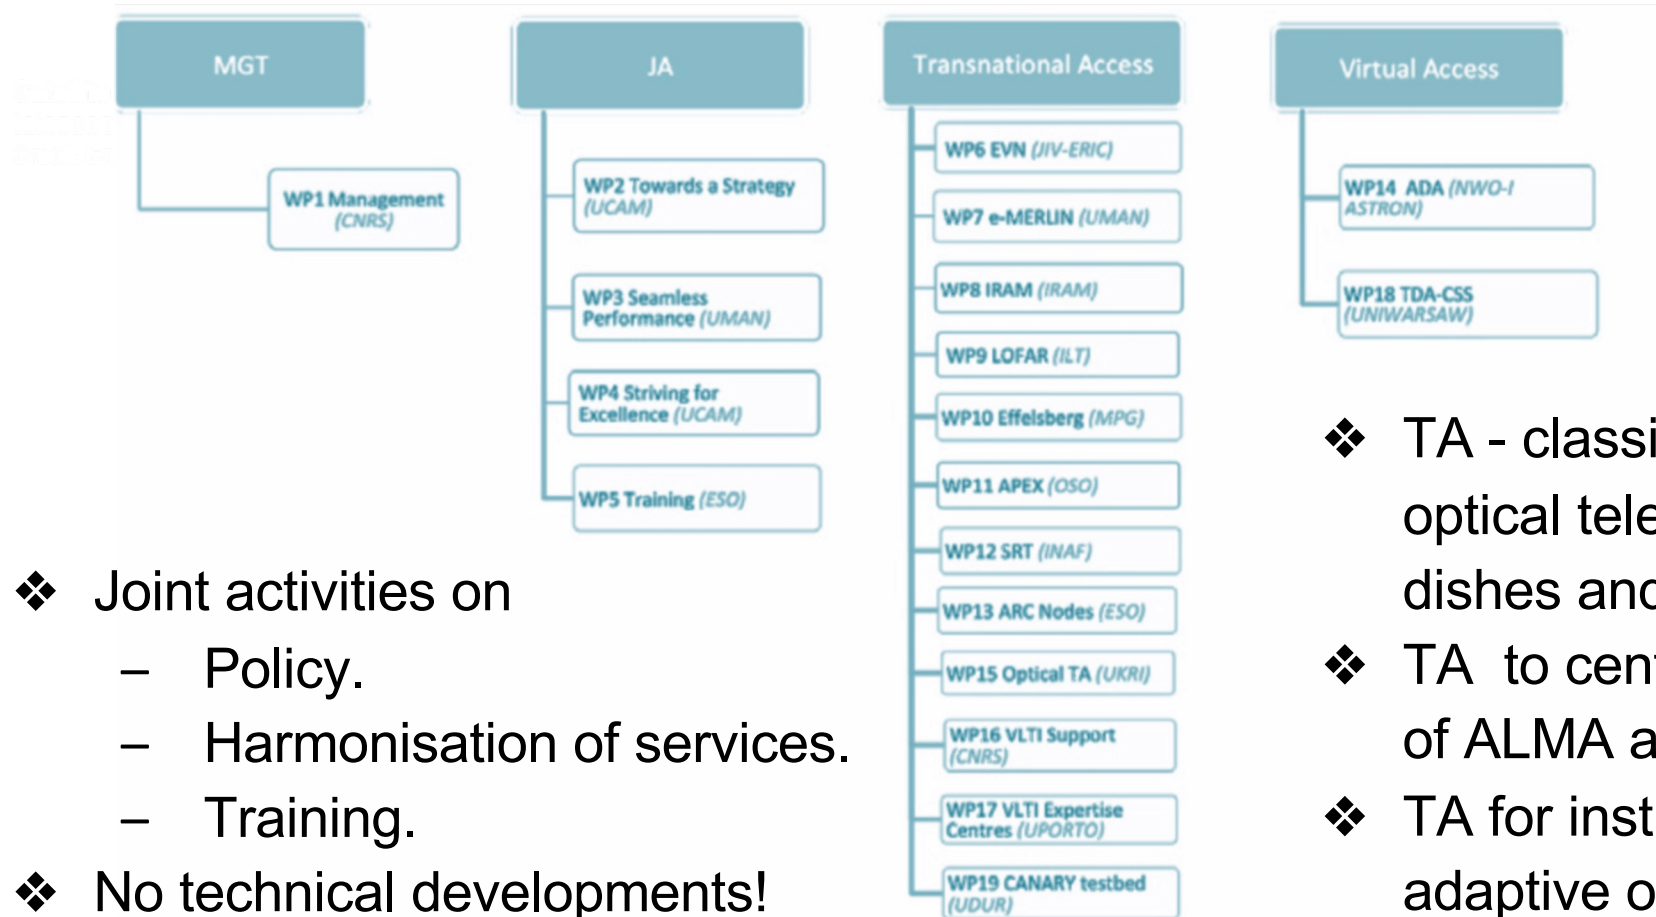 MGT
WP1 Management
(CNRS)
JA
WP2 Towards a Strategy
(UCAM)
WP3 Seamless
Performance (UMAN)
WP4 Striving for
Excellence (UCAM)
WP5 Training (ESO)
Transnational Access
WP6 EVN (JIV-ERIC)
WP7 e-MERLIN (UMAN)
WP8 IRAM (IRAM)
WP9 LOFAR (ILT)
WP10 Effelsberg (MPG)
WP11 APEX (OSO)
WP12 SRT (INAF)
WP13 ARC Nodes (ESO)
WP15 Optical TA (UKRI)
WP16 VLTI Support
(CNRS)
WP17 VLTI Expertise
Centres (UPORTO)
WP19 CANARY testbed
(UDUR)
Virtual Access
WP14 ADA (NWO-I
ASTRON)
WP18 TDA-CSS
(UNIWARSAW)
❖ Joint activities on
– Policy.
– Harmonisation of services.
– Training.
❖ No technical developments!
❖ TA - classi
optical tele
dishes and
❖ TA to cent
of ALMA a
❖ TA for inst
adaptive o